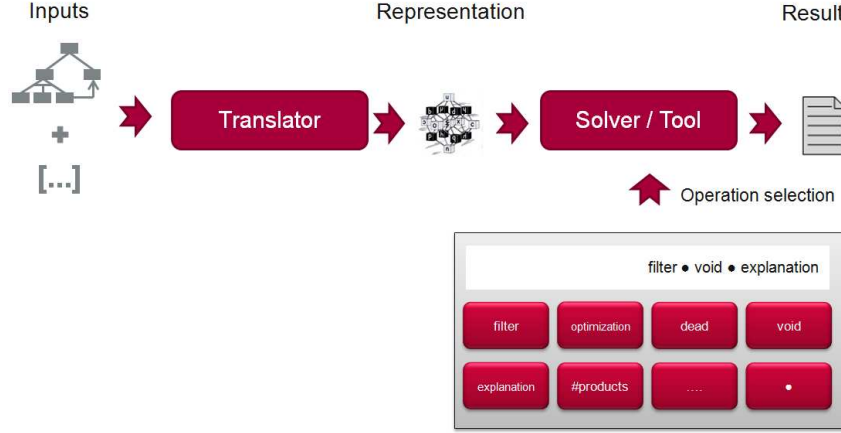 Inputs
Representation
Result
Translator
Solver / Tool
[...]
Operation selection
filter ● void ● explanation
filter
optimization
dead
void
explanation
#products
....
●